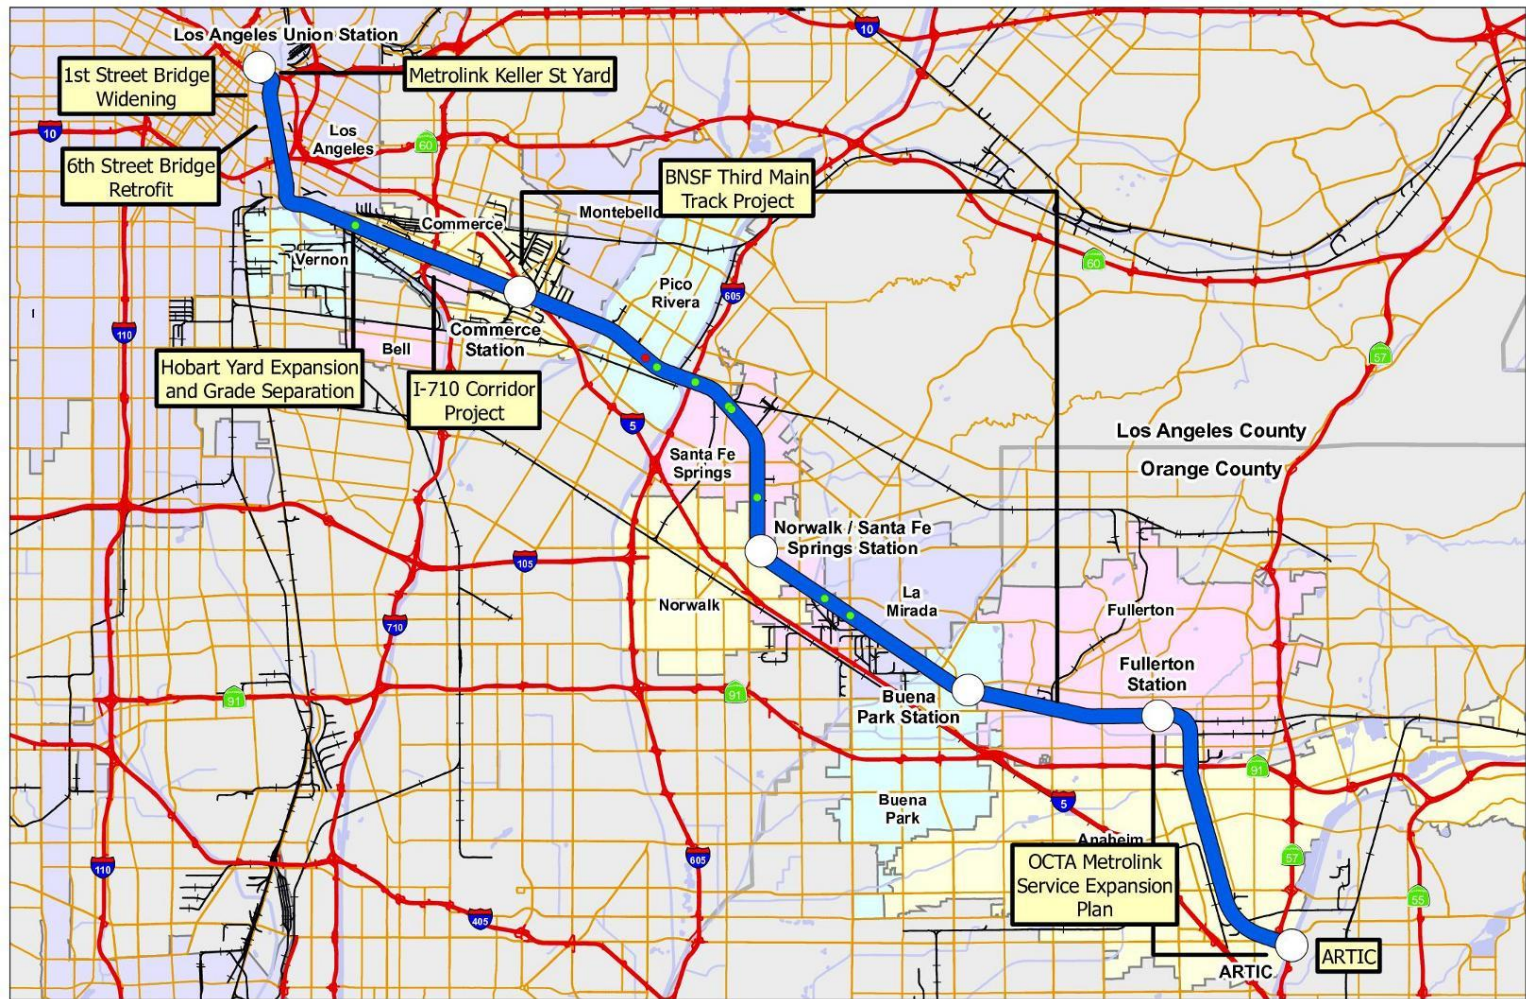 Los Angeles Union Station
10
1st Street Bridge
Widening
Metrolink Keller St Yard
10
Los
Angeles
60
6th Street Bridge
Retrofit
BNSF Third Main
Track Project
Montebello
Commerce
Vernon
60
Pico
Rivera
605
I
110
Commerce
Station
Bell
57
Hobart Yard Expansion
and Grade Separation
I-710 Corridor
Project
5
Los Angeles County
Orange County
Santa Fe
Springs
Norwalk / Santa Fe
Springs Station
105
La
Mirada
Norwalk
Fullerton
710
Fullerton
Station
91
91
Buena
Park Station
91
5
Buena
Park
Anaheim
OCTA Metrolink
Service Expansion
Plan
57
605
110
55
405
ARTIC
ARTIC